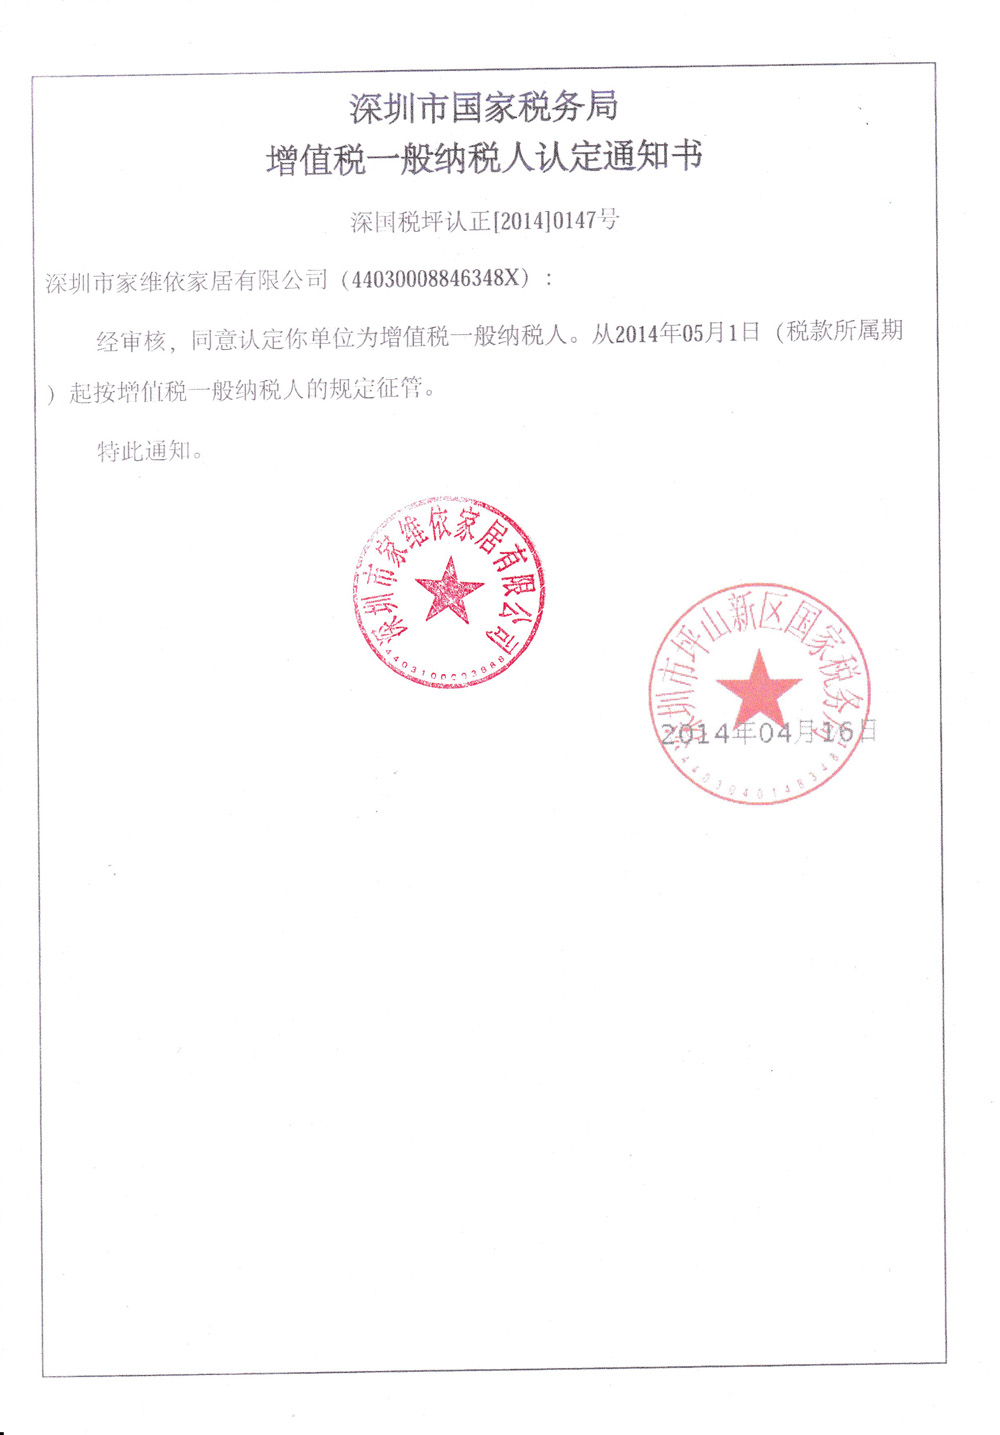 深圳市国家税务局
增值税一般纳税人认定通知书
深国税坪认正[2014]0147号
深圳市家维依家居有限公司（44030008846348X）：
经审核，同意认定你单位为增值税一般纳税人。从2014年05月1日（税款所属期
）起按增值税一般纳税人的规定征管。
特此通知。
深圳市家维依家居有限公司
深圳市坪山新区国家税务局
2014年04月16日